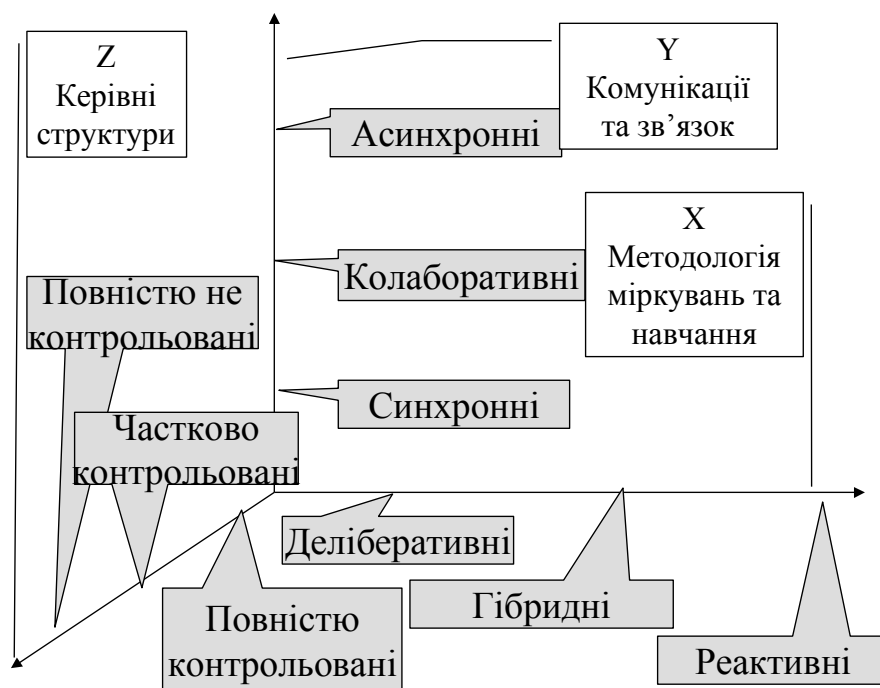 Z
Керівні
структури
Y
Комунікації
та зв’язок
Асинхронні
X
Методологія
міркувань та
навчання
Колаборативні
Повністю не
контрольовані
Синхронні
Частково
контрольовані
Деліберативні
Гібридні
Повністю
контрольовані
Реактивні